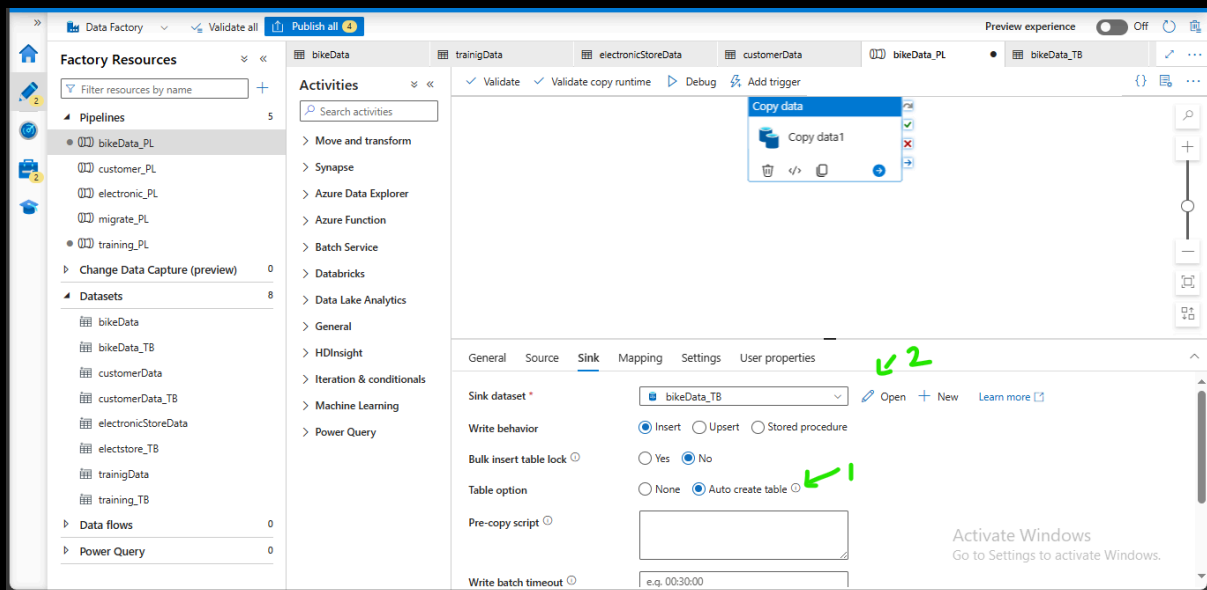 » Data Factory Validate all Publish all 4 Preview experience Off
Factory Resources
Filter resources by name
Pipelines 5
bikeData_PL
customer_PL
electronic_PL
migrate_PL
training_PL
Change Data Capture (preview) 0
Datasets 8
bikeData
bikeData_TB
customerData
customerData_TB
electronicStoreData
electstore_TB
trainigData
training_TB
Data flows 0
Power Query 0
2
2
bikeData trainigData electronicStoreData customerData bikeData_PL bikeData_TB
Activities
Search activities
Move and transform
Synapse
Azure Data Explorer
Azure Function
Batch Service
Databricks
Data Lake Analytics
General
HDInsight
Iteration & conditionals
Machine Learning
Power Query
Validate Validate copy runtime Debug Add trigger
Copy data
Copy data1
General Source Sink Mapping Settings User properties
2
Sink dataset * bikeData_TB Open New Learn more
Write behavior Insert Upsert Stored procedure
Bulk insert table lock Yes No
Table option None Auto create table
1
Pre-copy script
Write batch timeout e.g. 00:30:00
Activate Windows
Go to Settings to activate Windows.